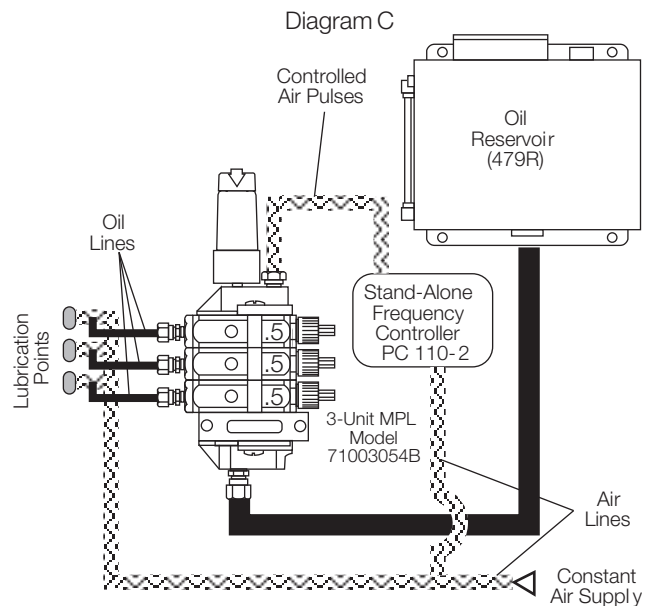 Diagram C
Controlled
Air Pulses
Oil
Reservoir
(479R)
Oil
Lines
Stand-Alone
Frequency
Controller
PC 110-2
Lubrication
Points
.5
.5
.5
3-Unit MPL
Model
71003054B
Air
Lines
Constant
Air Supply